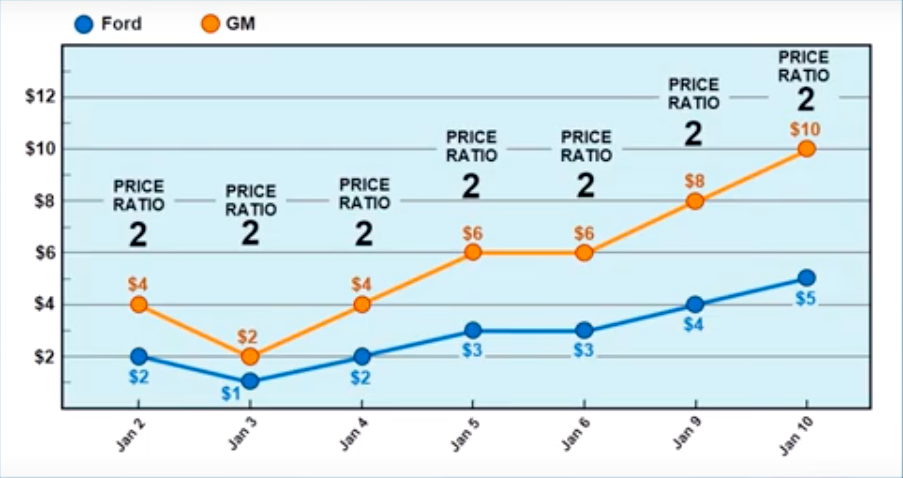 Ford GM
PRICE
RATIO
2
$10
PRICE
RATIO
2
$8
PRICE
RATIO
2
$6
PRICE
RATIO
2
$6
PRICE
RATIO
2
$4
PRICE
RATIO
2
$2
PRICE
RATIO
2
$4
$12
$10
$8
$6
$4
$2
$2
$1
$2
$3
$3
$4
$5
Jan 2
Jan 3
Jan 4
Jan 5
Jan 6
Jan 9
Jan 10